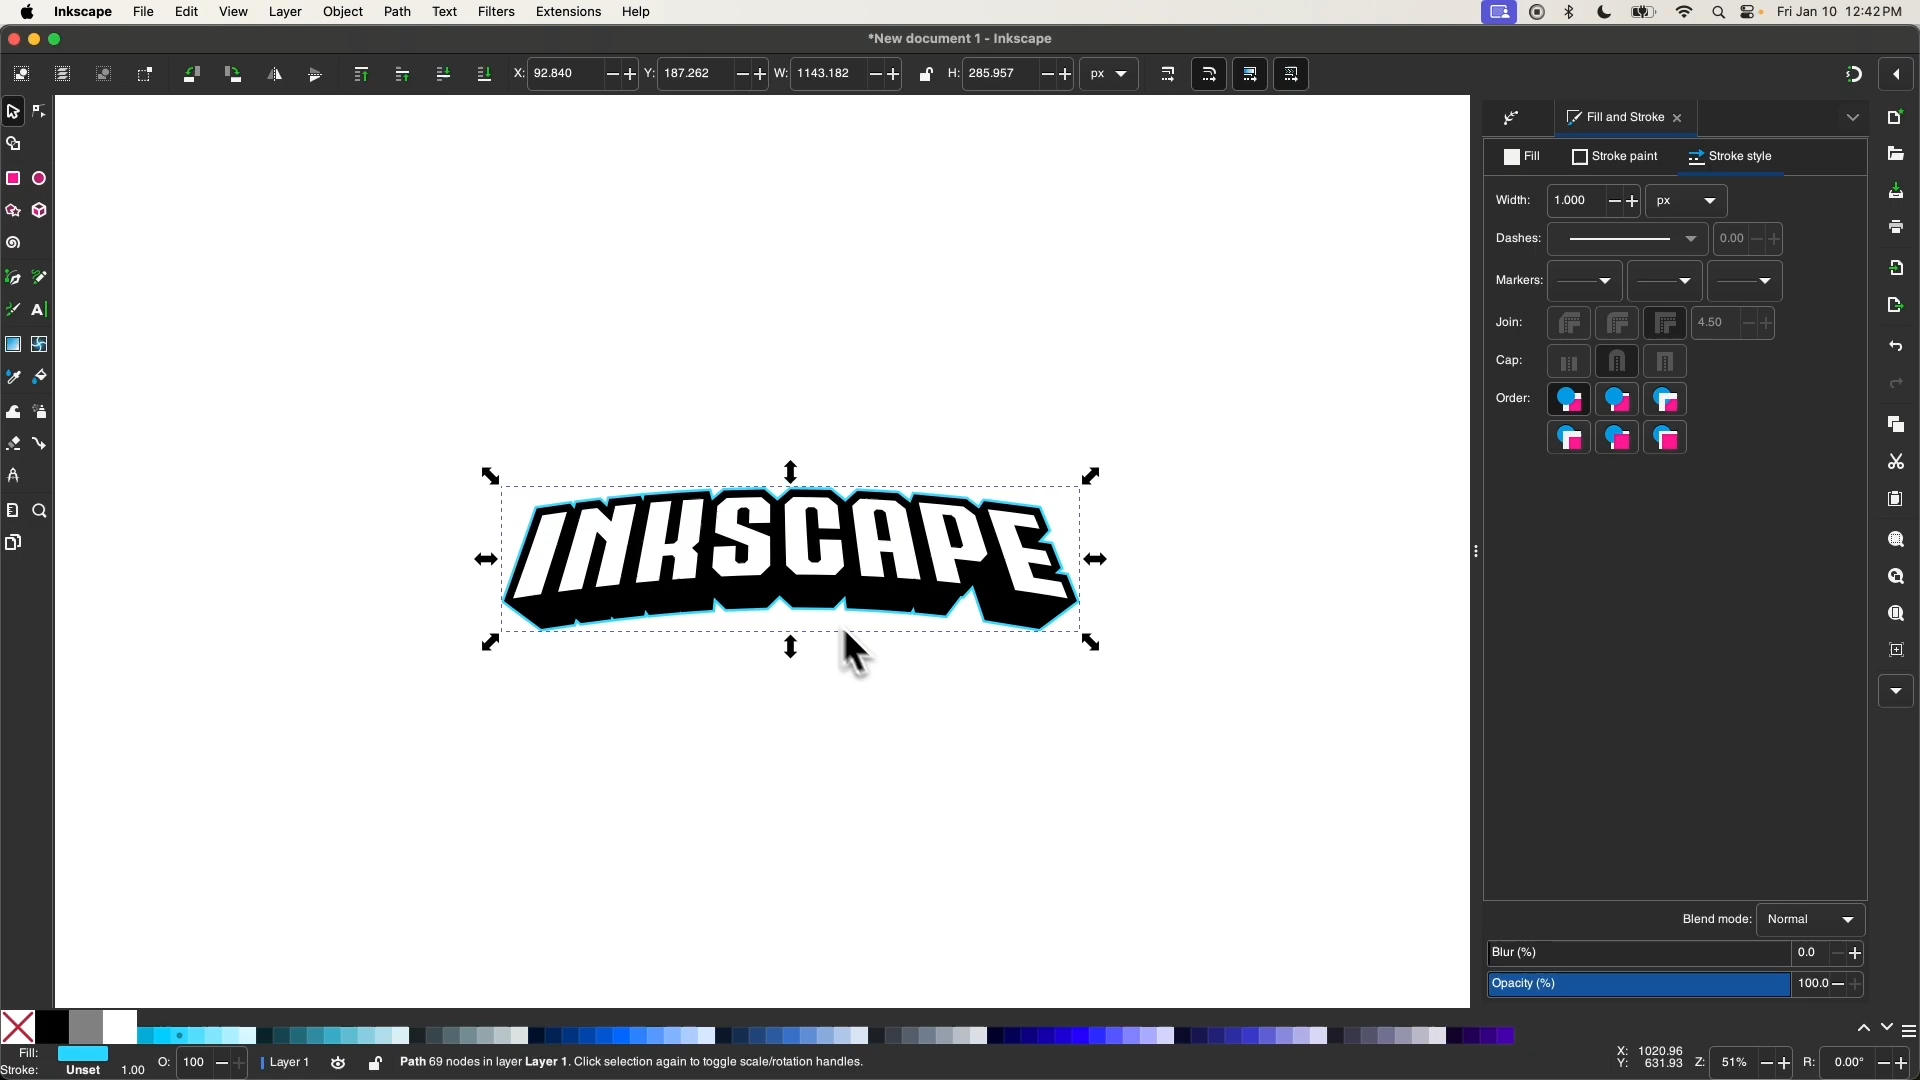 Inkscape File Edit View Layer Object Path Text Filters Extensions Help Fri Jan 10 12:42 PM
*New document 1 - Inkscape
X: 92.840 Y: 187.262 W: 1143.182 H: 285.957 px
Fill and Stroke
Fill Stroke paint Stroke style
Width: 1.000 px
Dashes: 0.00
Markers:
Join: 4.50
Cap:
Order:
INKSCAPE
Blend mode: Normal
Blur (%) 0.0
Opacity (%) 100.0
Fill: O: 100 Layer 1 Path 69 nodes in layer Layer 1. Click selection again to toggle scale/rotation handles. X: 1020.96 Z: 51% R: 0.00°
Stroke: Unset 1.00 Y: 631.93